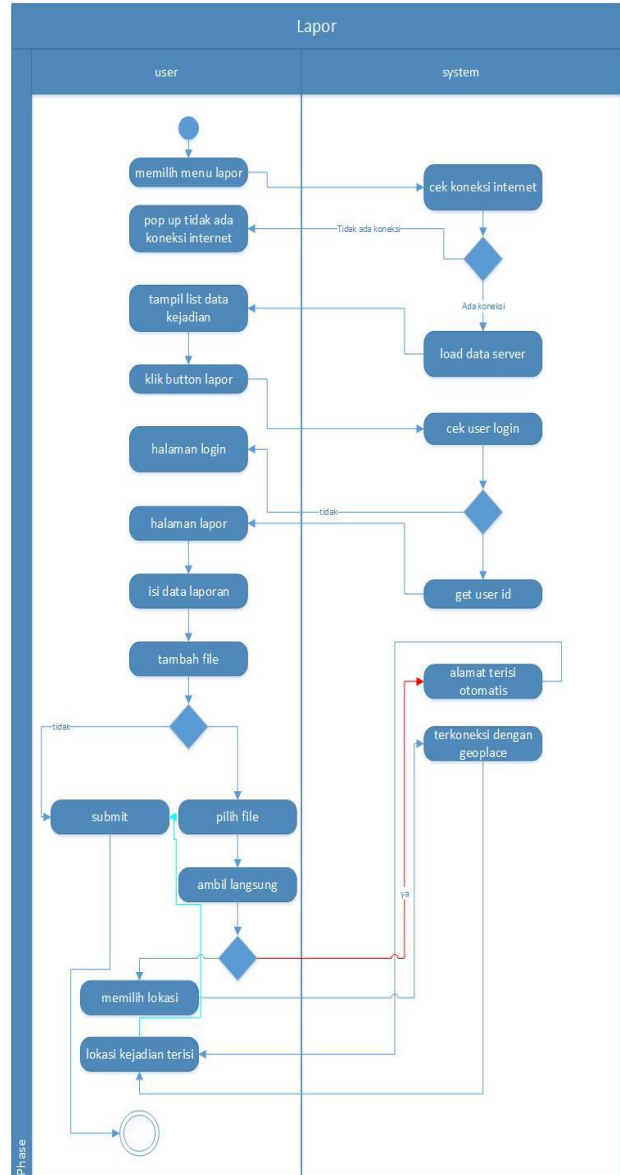 Lapor
user
system
memilih menu lapor
cek koneksi internet
pop up tidak ada
koneksi internet
Tidak ada koneksi
Ada koneksi
tampil list data
kejadian
load data server
klik button lapor
cek user login
halaman login
tidak
halaman lapor
get user id
isi data laporan
tambah file
alamat terisi
otomatis
tidak
terkoneksi dengan
geoplace
submit
pilih file
ambil langsung
ya
memilih lokasi
lokasi kejadian terisi
Phase